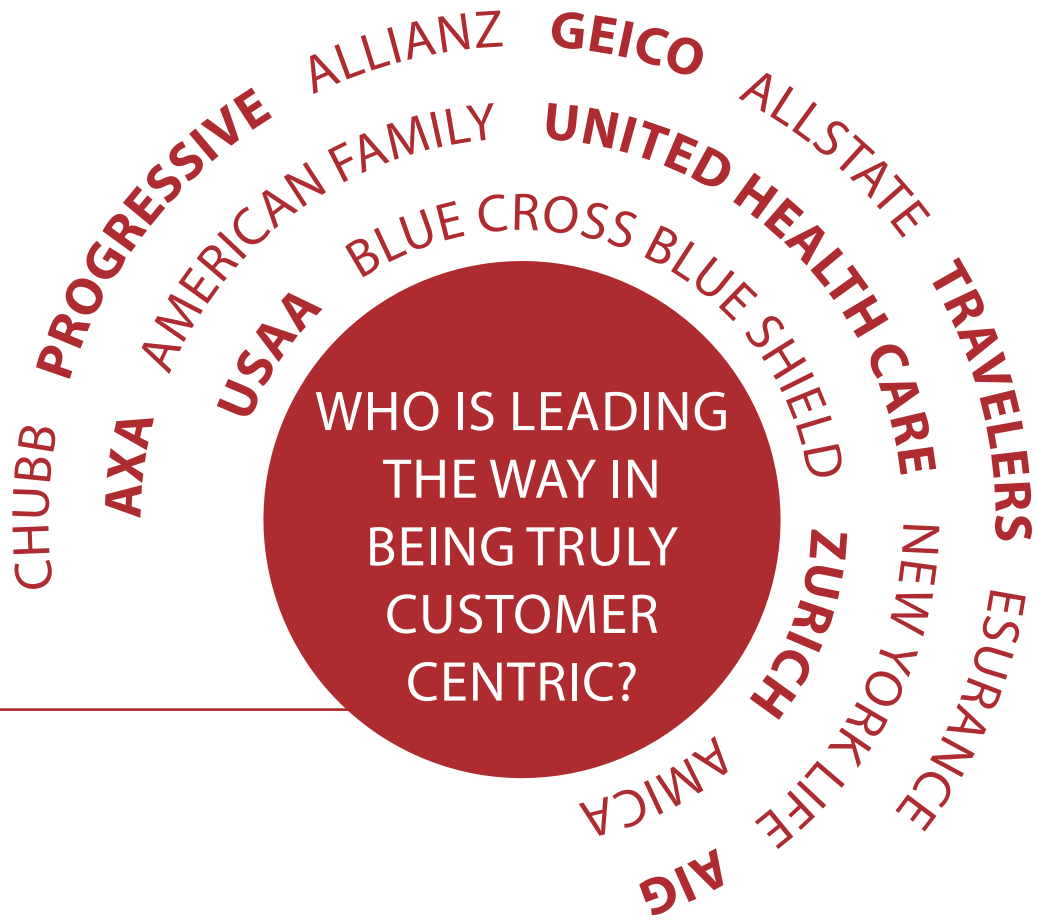 CHUBB PROGRESSIVE ALLIANZ GEICO ALLSTATE TRAVELERS ESURANCE
AXA AMERICAN FAMILY UNITED HEALTH CARE NEW YORK LIFE AIG
USAA BLUE CROSS BLUE SHIELD ZURICH AMICA
WHO IS LEADING
THE WAY IN
BEING TRULY
CUSTOMER
CENTRIC?